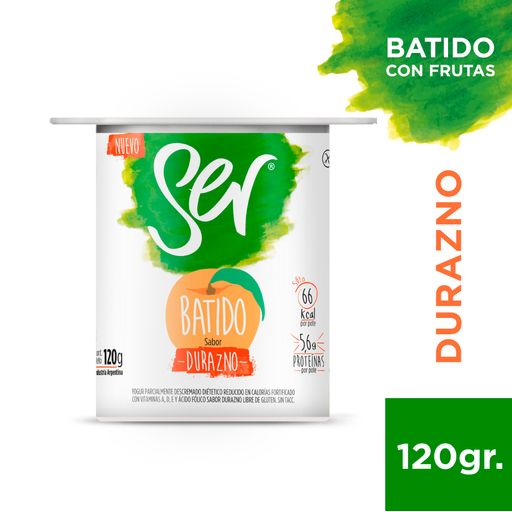 BATIDO
CON FRUTAS
NUEVO
Ser®
BATIDO
Sabor
DURAZNO
Sólo
66
Kcal
por pote
5,6g
PROTEÍNAS
por pote
120g
Industria Argentina
YOGUR PARCIALMENTE DESCREMADO DIETÉTICO REDUCIDO EN CALORÍAS FORTIFICADO
CON VITAMINAS A, D, E Y ÁCIDO FÓLICO SABOR DURAZNO LIBRE DE GLUTEN. SIN TACC.
DURAZNO
120gr.